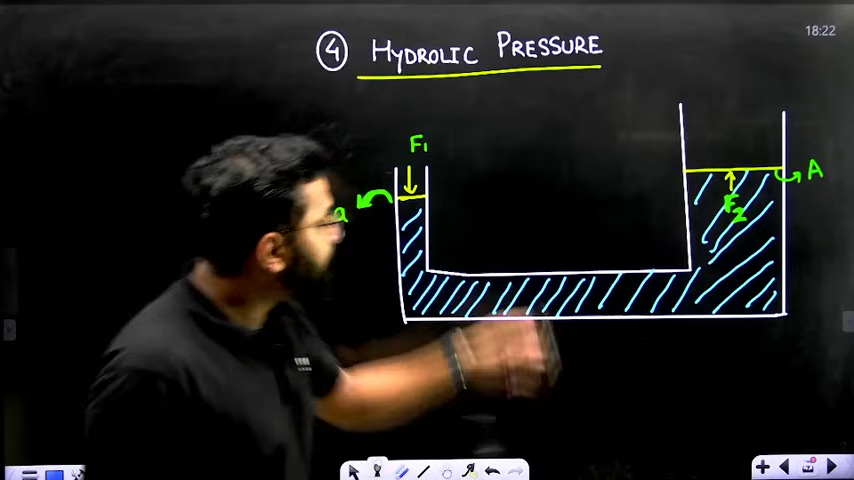 18:22
④ HYDROLIC PRESSURE
F₁
a
F₂
A